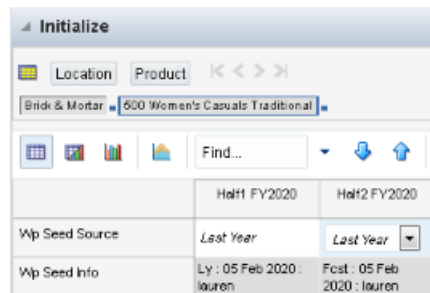 Initialize
Location Product
Brick & Mortar 600 Women's Casuals Traditional
Find...
Half1 FY2020 Half2 FY2020
Wp Seed Source Last Year Last Year
Wp Seed Info Ly : 05 Feb 2020 : Fcst : 05 Feb
lauren 2020 : lauren